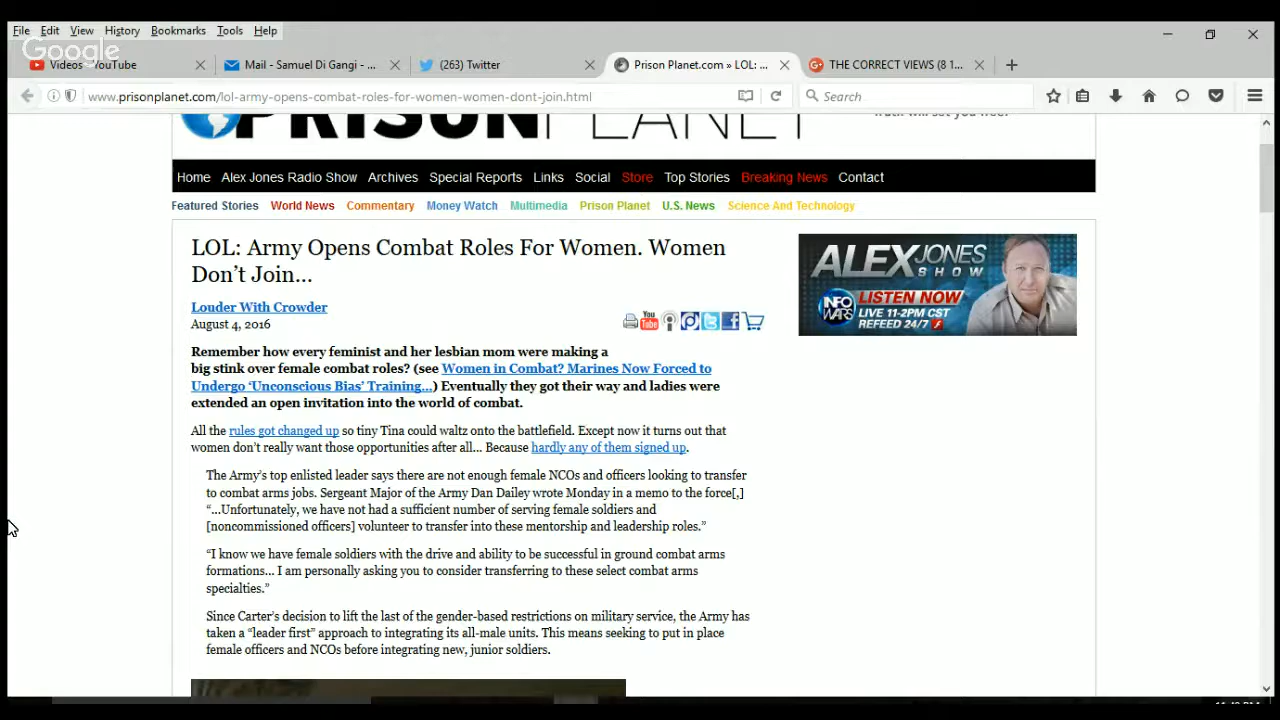 File Edit View History Bookmarks Tools Help
Google
Videos - YouTube
Mail - Samuel Di Gangi - ...
(263) Twitter
Prison Planet.com » LOL: ...
THE CORRECT VIEWS (8 1...
www.prisonplanet.com/lol-army-opens-combat-roles-for-women-women-dont-join.html
Search
PRISON PLANET
Truth will set you free!
Home Alex Jones Radio Show Archives Special Reports Links Social Store Top Stories Breaking News Contact
Featured Stories World News Commentary Money Watch Multimedia Prison Planet U.S. News Science And Technology
LOL: Army Opens Combat Roles For Women. Women
Don’t Join…
Louder With Crowder
August 4, 2016
You
Tube
ALEX JONES
SHOW
INFO
WARS
LISTEN NOW
LIVE 11-2PM CST
REFEED 24/7
Remember how every feminist and her lesbian mom were making a
big stink over female combat roles? (see Women in Combat? Marines Now Forced to
Undergo ‘Unconscious Bias’ Training…) Eventually they got their way and ladies were
extended an open invitation into the world of combat.
All the rules got changed up so tiny Tina could waltz onto the battlefield. Except now it turns out that
women don’t really want those opportunities after all… Because hardly any of them signed up.
The Army’s top enlisted leader says there are not enough female NCOs and officers looking to transfer
to combat arms jobs. Sergeant Major of the Army Dan Dailey wrote Monday in a memo to the force[,]
“…Unfortunately, we have not had a sufficient number of serving female soldiers and
[noncommissioned officers] volunteer to transfer into these mentorship and leadership roles.”
“I know we have female soldiers with the drive and ability to be successful in ground combat arms
formations… I am personally asking you to consider transferring to these select combat arms
specialties.”
Since Carter’s decision to lift the last of the gender-based restrictions on military service, the Army has
taken a “leader first” approach to integrating its all-male units. This means seeking to put in place
female officers and NCOs before integrating new, junior soldiers.